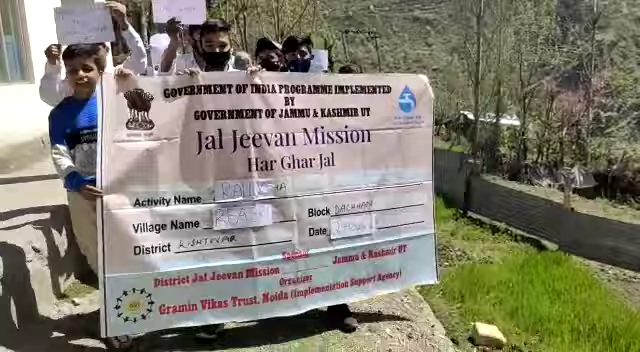 GOVERNMENT OF INDIA PROGRAMME IMPLEMENTED
BY
GOVERNMENT OF JAMMU & KASHMIR UT
Jal Jeevan Mission
Har Ghar Jal
Activity Name
Village Name
Block DACHHAN
District KISHTWAR
Date
District Jal Jeevan Mission
Jammu & Kashmir UT
Organizer
Gramin Vikas Trust, Noida (Implementation Support Agency)